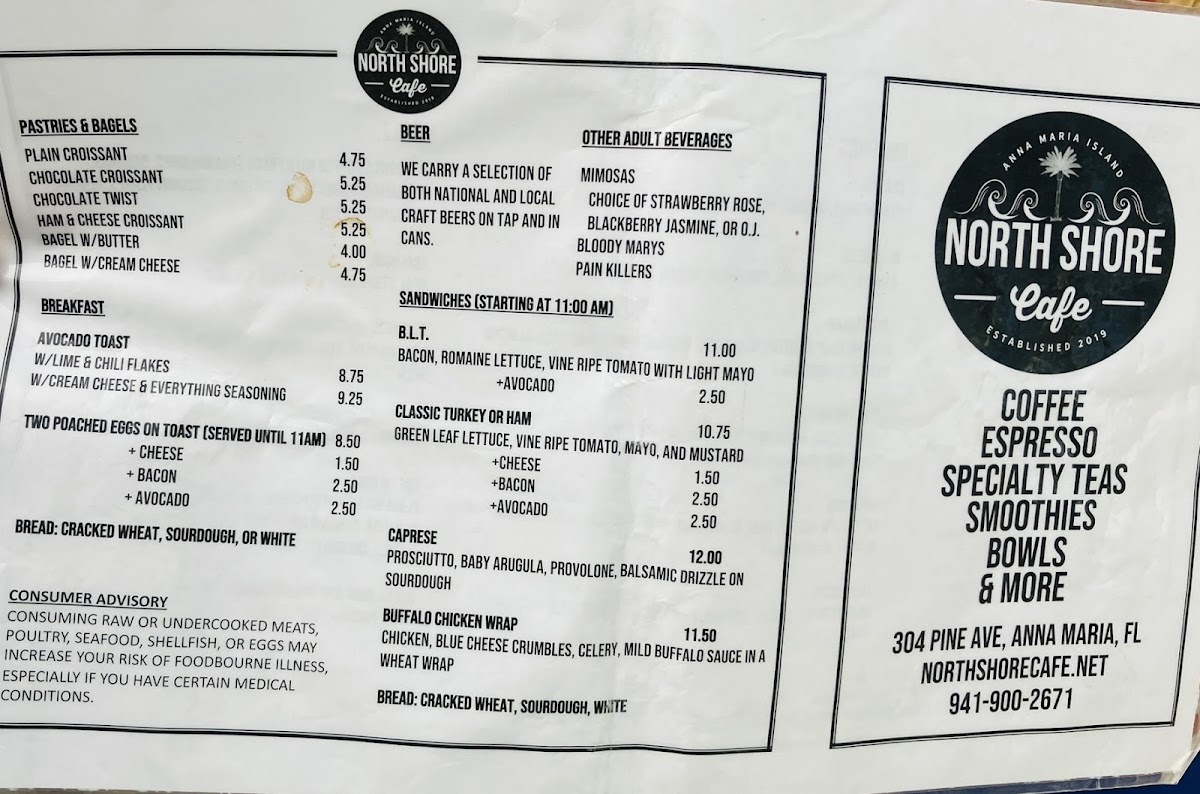 ANNA MARIA ISLAND
NORTH SHORE
Cafe
ESTABLISHED 2019
PASTRIES & BAGELS
PLAIN CROISSANT 4.75
CHOCOLATE CROISSANT 5.25
CHOCOLATE TWIST 5.25
HAM & CHEESE CROISSANT 5.25
BAGEL W/BUTTER 4.00
BAGEL W/CREAM CHEESE 4.75
BREAKFAST
AVOCADO TOAST
W/LIME & CHILI FLAKES 8.75
W/CREAM CHEESE & EVERYTHING SEASONING 9.25
TWO POACHED EGGS ON TOAST (SERVED UNTIL 11AM) 8.50
+ CHEESE 1.50
+ BACON 2.50
+ AVOCADO 2.50
BREAD: CRACKED WHEAT, SOURDOUGH, OR WHITE
CONSUMER ADVISORY
CONSUMING RAW OR UNDERCOOKED MEATS,
POULTRY, SEAFOOD, SHELLFISH, OR EGGS MAY
INCREASE YOUR RISK OF FOODBOURNE ILLNESS,
ESPECIALLY IF YOU HAVE CERTAIN MEDICAL
CONDITIONS.
BEER
WE CARRY A SELECTION OF
BOTH NATIONAL AND LOCAL
CRAFT BEERS ON TAP AND IN
CANS.
OTHER ADULT BEVERAGES
MIMOSAS
CHOICE OF STRAWBERRY ROSE,
BLACKBERRY JASMINE, OR O.J.
BLOODY MARYS
PAIN KILLERS
SANDWICHES (STARTING AT 11:00 AM)
B.L.T. 11.00
BACON, ROMAINE LETTUCE, VINE RIPE TOMATO WITH LIGHT MAYO
+AVOCADO 2.50
CLASSIC TURKEY OR HAM 10.75
GREEN LEAF LETTUCE, VINE RIPE TOMATO, MAYO, AND MUSTARD
+CHEESE 1.50
+BACON 2.50
+AVOCADO 2.50
CAPRESE 12.00
PROSCIUTTO, BABY ARUGULA, PROVOLONE, BALSAMIC DRIZZLE ON
SOURDOUGH
BUFFALO CHICKEN WRAP 11.50
CHICKEN, BLUE CHEESE CRUMBLES, CELERY, MILD BUFFALO SAUCE IN A
WHEAT WRAP
BREAD: CRACKED WHEAT, SOURDOUGH, WHITE
ANNA MARIA ISLAND
NORTH SHORE
Cafe
ESTABLISHED 2019
COFFEE
ESPRESSO
SPECIALTY TEAS
SMOOTHIES
BOWLS
& MORE
304 PINE AVE, ANNA MARIA, FL
NORTHSHORECAFE.NET
941-900-2671